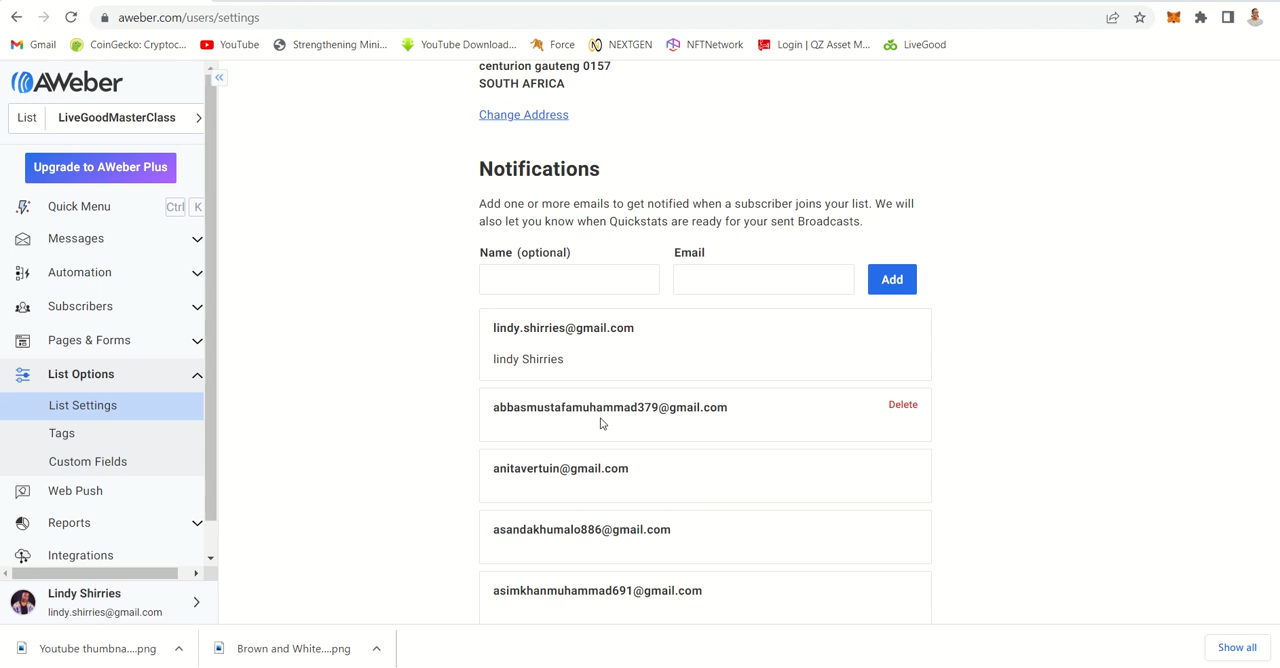 aweber.com/users/settings
Gmail
CoinGecko: Cryptoc...
YouTube
Strengthening Mini...
YouTube Download...
Force
NEXTGEN
NFTNetwork
Login | QZ Asset M...
LiveGood
AWeber
List LiveGoodMasterClass
Upgrade to AWeber Plus
Quick Menu Ctrl K
Messages
Automation
Subscribers
Pages & Forms
List Options
List Settings
Tags
Custom Fields
Web Push
Reports
Integrations
Lindy Shirries
lindy.shirries@gmail.com
centurion gauteng 0157
SOUTH AFRICA
Change Address
Notifications
Add one or more emails to get notified when a subscriber joins your list. We will
also let you know when Quickstats are ready for your sent Broadcasts.
Name (optional) Email
Add
lindy.shirries@gmail.com
lindy Shirries
abbasmustafamuhammad379@gmail.com Delete
anitavertuin@gmail.com
asandakhumalo886@gmail.com
asimkhanmuhammad691@gmail.com
Youtube thumbna....png
Brown and White....png
Show all